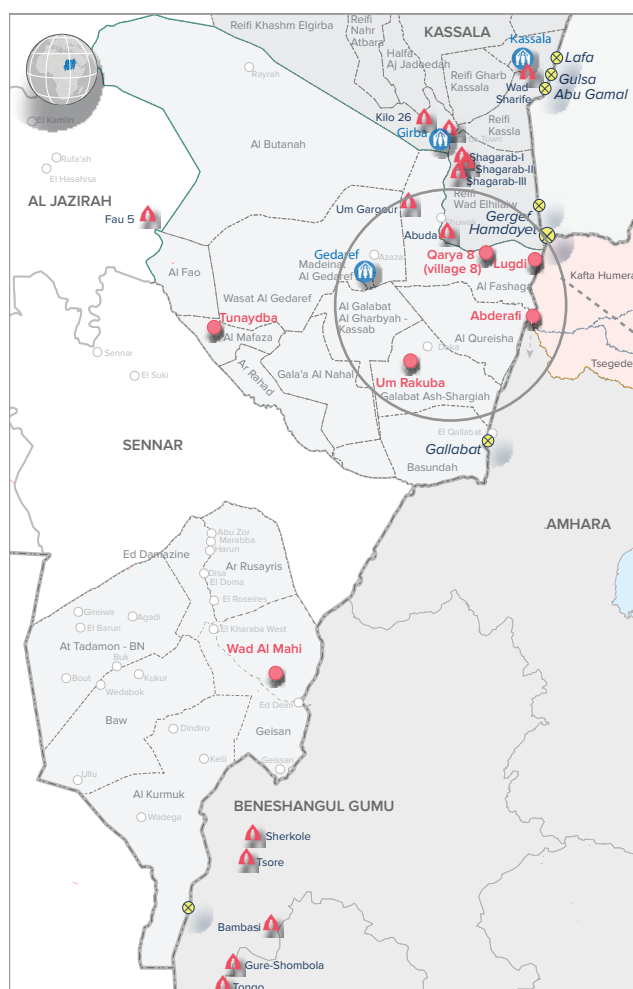 Reifi Khashm Elgirba
Reifi
Nahr
Atbara
KASSALA
Kassala
Lafa
Halfa
Aj Jadeedah
Rayrah
Reifi Gharb
Kassala
Wad
Sharife
Gulsa
Abu Gamal
El Kamlin
Kilo 26
Girba
Reifi
Kassla
Al Butanah
Rufa'ah
El Hasahisa
Shagarab-I
Shagarab-II
Shagarab-III
AL JAZIRAH
Fau 5
Um Gargour
Reifi
Wad Elhilaiw
Gergef
Hamdayet
Abuda
Gedaref
Madeinat
Al Gedaref
Azaza
Qarya 8
(village 8)
Lugdi
Kafta Humera
Al Fao
Al Fashaga
Wasat Al Gedaref
Al Galabat
Al Gharbyah -
Kassab
Tunaydba
Al Mafaza
Abderafi
Al Qureisha
Doka
Sennar
Ar Rahad
Gala'a Al Nahal
Tsegede
El Suki
Um Rakuba
Galabat Ash-Shargiah
SENNAR
El Qallabat
Gallabat
Basundah
AMHARA
Abu Zor
Marabba
Harun
Ed Damazine
Ar Rusayris
Disa
El Doma
El Roseires
Gireiwa
Agadi
El Barun
El Kharaba West
At Tadamon - BN
Buk
Wad Al Mahi
Bout
Kukur
Wedabok
Baw
Ed Deim
Dindiro
Geisan
Keili
Geissan
Ullu
Al Kurmuk
Wadega
BENESHANGUL GUMU
Sherkole
Tsore
Bambasi
Gure-Shombola
Tongo